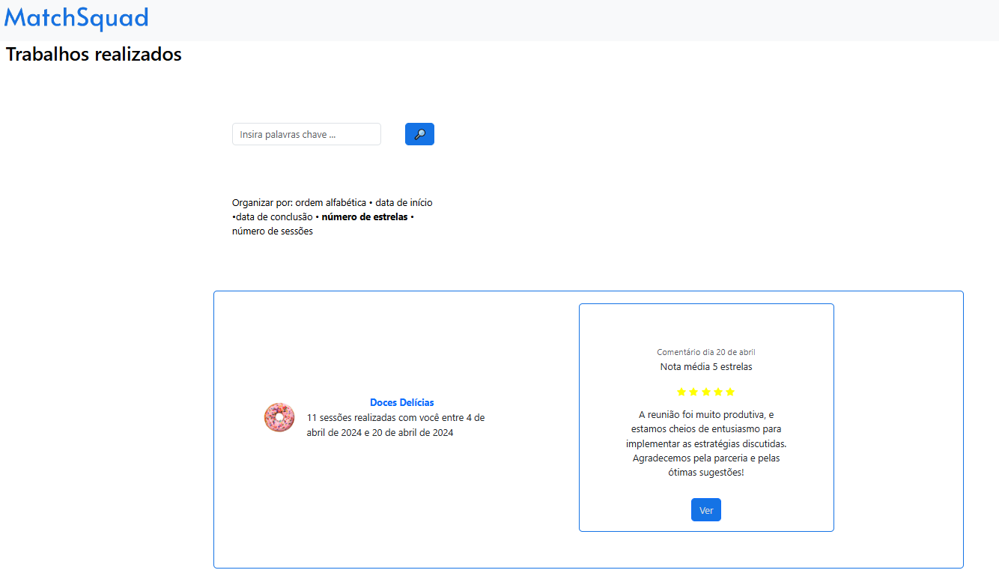 MatchSquad
Trabalhos realizados
Insira palavras chave ...
Organizar por: ordem alfabética • data de início
•data de conclusão • número de estrelas •
número de sessões
Doces Delícias
11 sessões realizadas com você entre 4 de
abril de 2024 e 20 de abril de 2024
Comentário dia 20 de abril
Nota média 5 estrelas
A reunião foi muito produtiva, e
estamos cheios de entusiasmo para
implementar as estratégias discutidas.
Agradecemos pela parceria e pelas
ótimas sugestões!
Ver